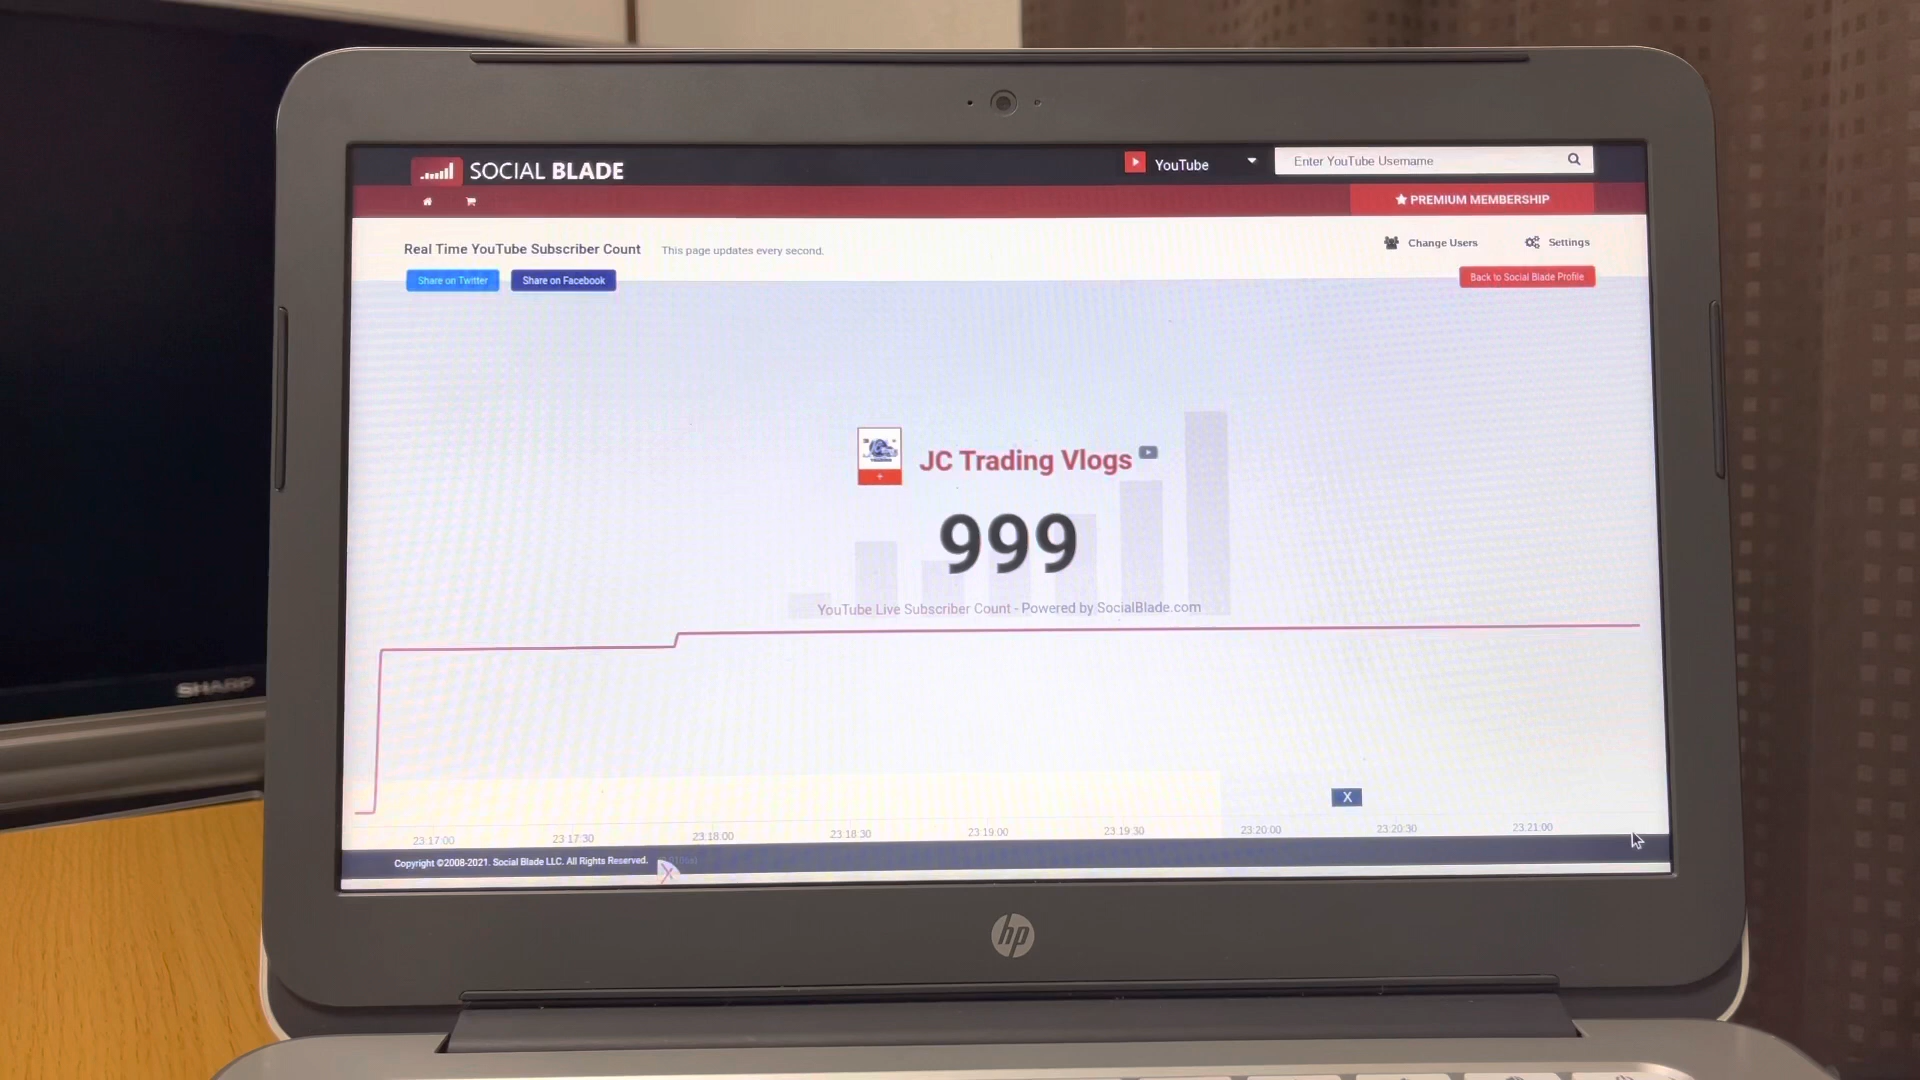 SOCIAL BLADE
YouTube
Enter YouTube Username
PREMIUM MEMBERSHIP
Real Time YouTube Subscriber Count
This page updates every second.
Change Users
Settings
Share on Twitter
Share on Facebook
Back to Social Blade Profile
JC Trading Vlogs
+
999
YouTube Live Subscriber Count - Powered by SocialBlade.com
X
23:17:00
23:17:30
23:18:00
23:18:30
23:19:00
23:19:30
23:20:00
23:20:30
23:21:00
Copyright ©2008-2021. Social Blade LLC. All Rights Reserved.
SHARP
hp